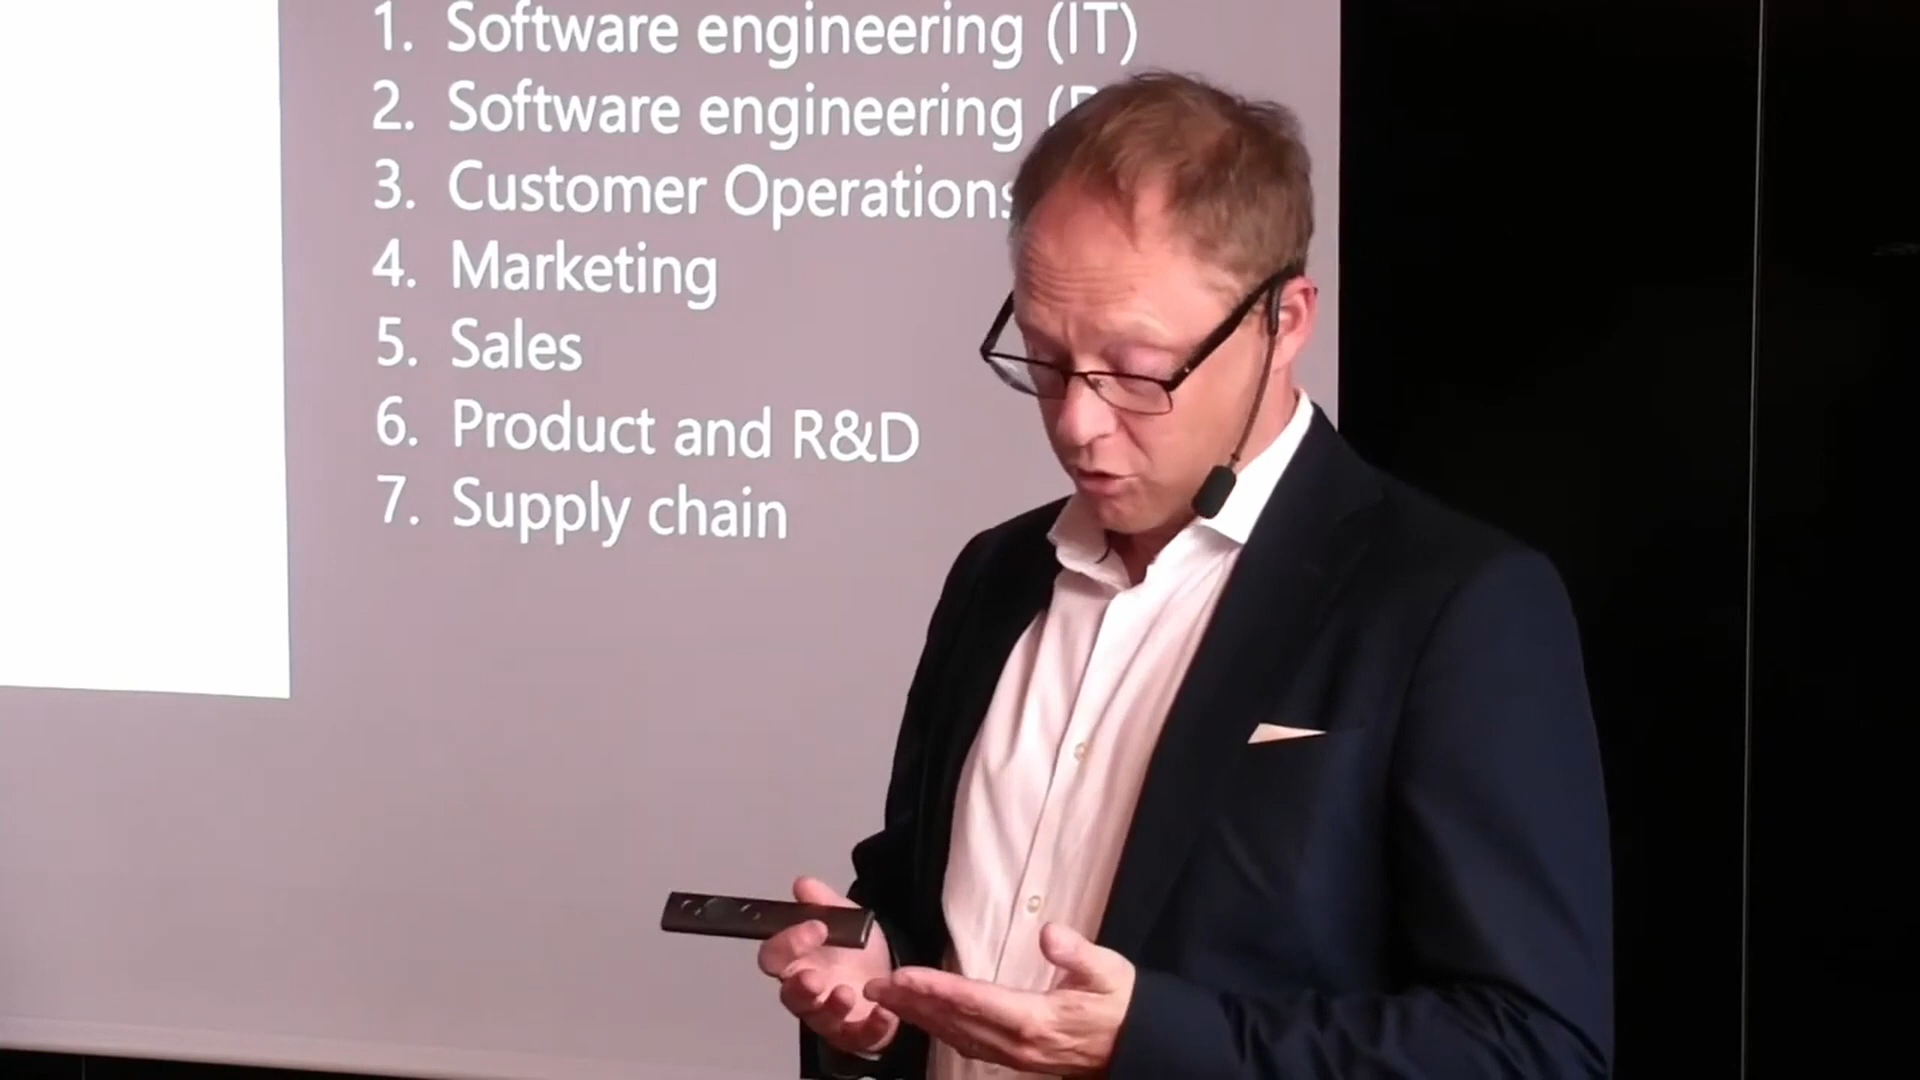 1. Software engineering (IT)
2. Software engineering (
3. Customer Operations
4. Marketing
5. Sales
6. Product and R&D
7. Supply chain